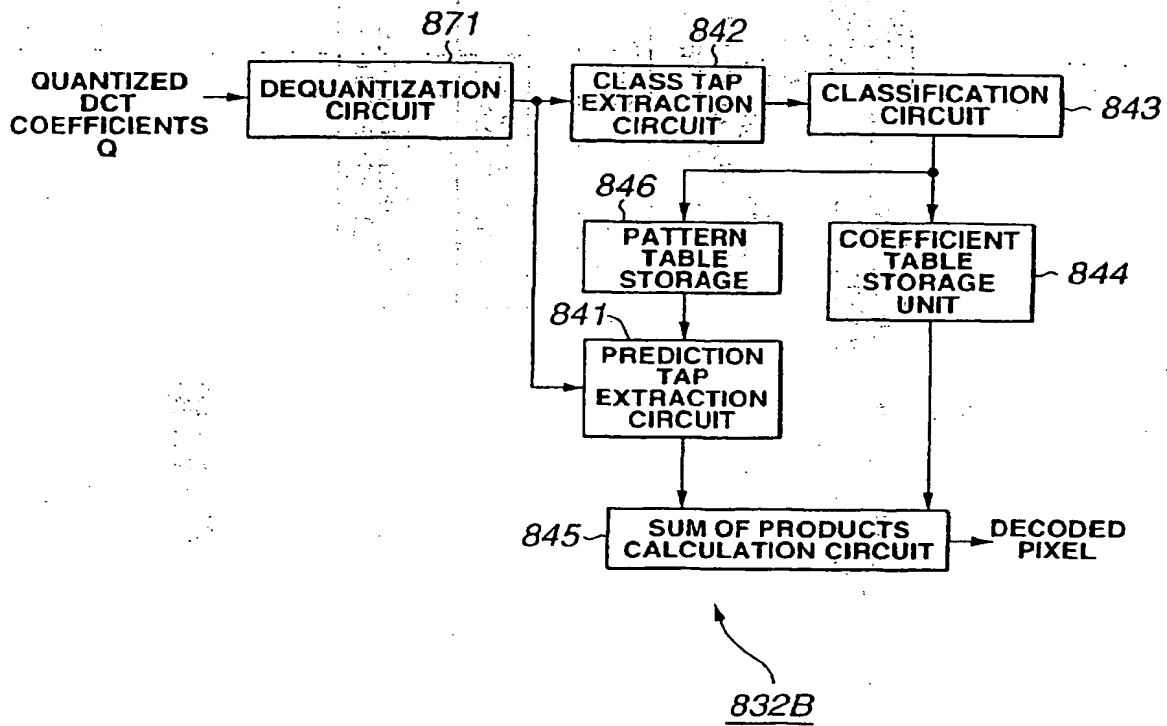 871
842
QUANTIZED
DCT
COEFFICIENTS
Q
DEQUANTIZATION
CIRCUIT
CLASS TAP
EXTRACTION
CIRCUIT
CLASSIFICATION
CIRCUIT
843
846
PATTERN
TABLE
STORAGE
COEFFICIENT
TABLE
STORAGE
UNIT
844
841
PREDICTION
TAP
EXTRACTION
CIRCUIT
845
SUM OF PRODUCTS
CALCULATION CIRCUIT
DECODED
PIXEL
832B